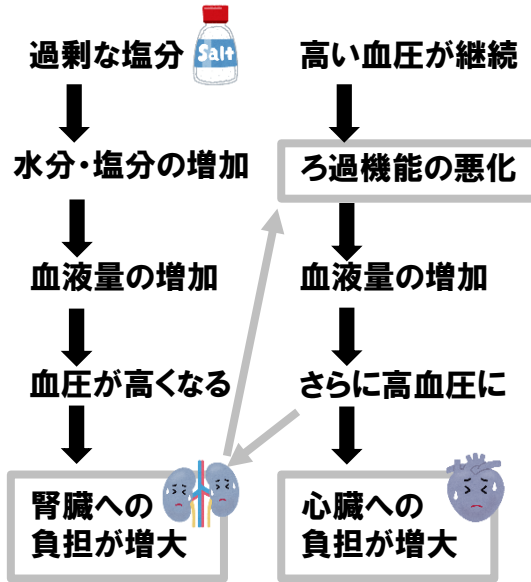 過剰な塩分
Salt
水分・塩分の増加
血液量の増加
血圧が高くなる
腎臓への
負担が増大
高い血圧が継続
ろ過機能の悪化
血液量の増加
さらに高血圧に
心臓への
負担が増大